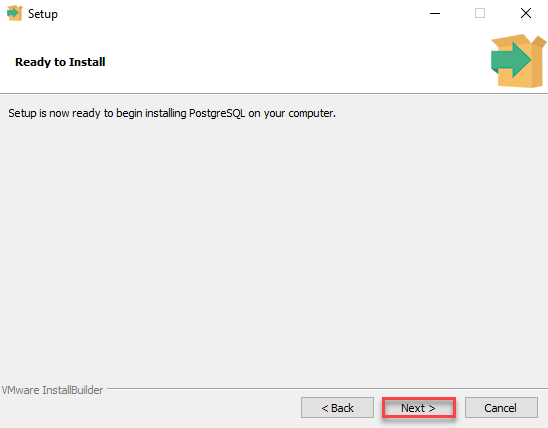 Setup
Ready to Install
Setup is now ready to begin installing PostgreSQL on your computer.
VMware InstallBuilder
< Back
Next >
Cancel